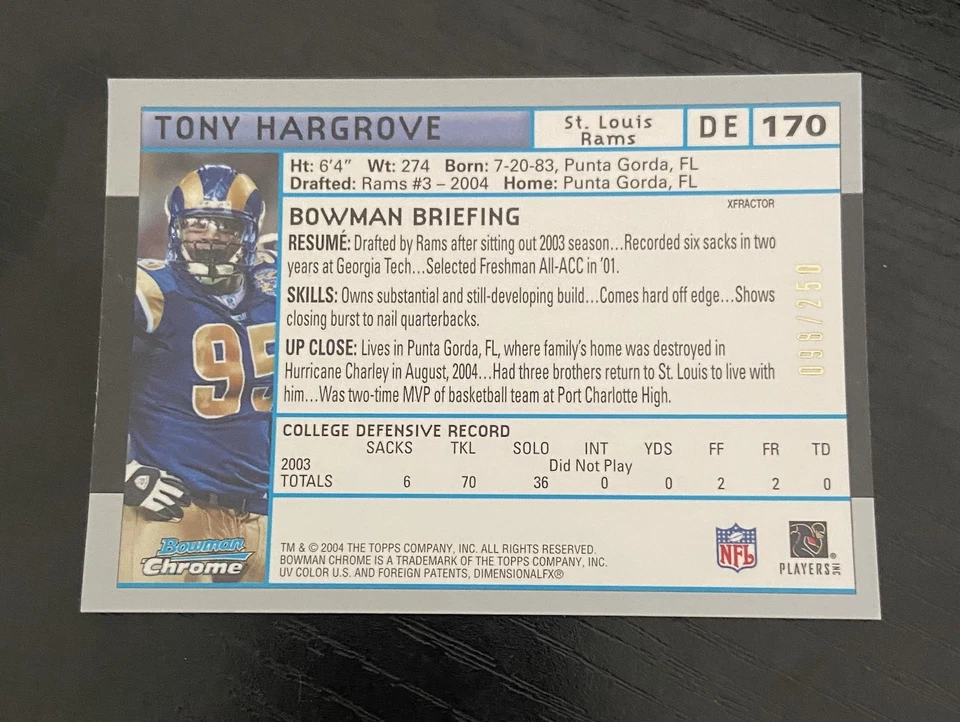 TONY HARGROVE
St. Louis
Rams
DE
170
Ht: 6'4" Wt: 274 Born: 7-20-83, Punta Gorda, FL
Drafted: Rams #3 – 2004 Home: Punta Gorda, FL
XFRACTOR
BOWMAN BRIEFING
RESUMÉ: Drafted by Rams after sitting out 2003 season...Recorded six sacks in two
years at Georgia Tech...Selected Freshman All-ACC in '01.
SKILLS: Owns substantial and still-developing build...Comes hard off edge...Shows
closing burst to nail quarterbacks.
UP CLOSE: Lives in Punta Gorda, FL, where family's home was destroyed in
Hurricane Charley in August, 2004...Had three brothers return to St. Louis to live with
him...Was two-time MVP of basketball team at Port Charlotte High.
098/250
95
COLLEGE DEFENSIVE RECORD
SACKS TKL SOLO INT YDS FF FR TD
2003 Did Not Play
TOTALS 6 70 36 0 0 2 2 0
Bowman
Chrome
TM & © 2004 THE TOPPS COMPANY, INC. ALL RIGHTS RESERVED.
BOWMAN CHROME IS A TRADEMARK OF THE TOPPS COMPANY, INC.
UV COLOR U.S. AND FOREIGN PATENTS, DIMENSIONALFX®
NFL
PLAYERS INC ®